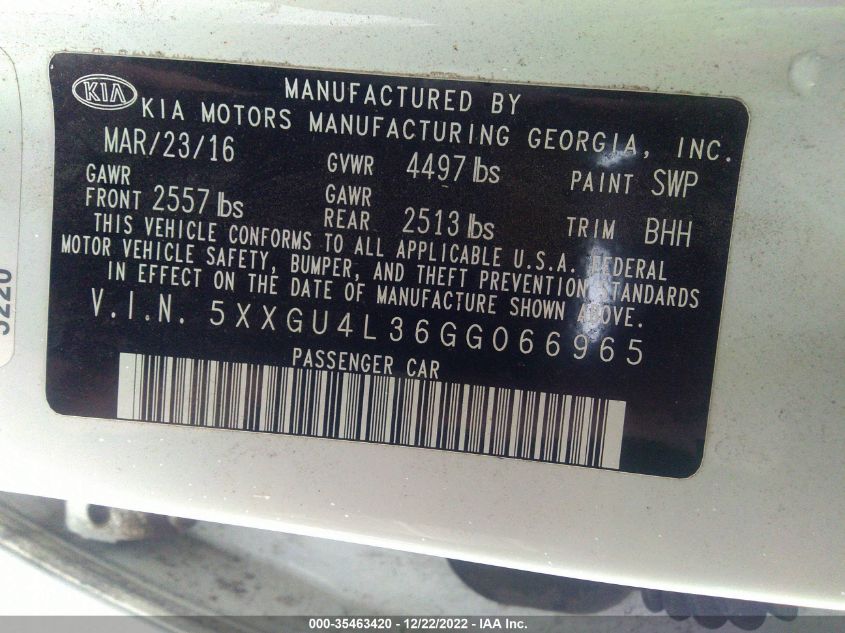 KIA
MANUFACTURED BY
KIA MOTORS MANUFACTURING GEORGIA, INC.
MAR/23/16 GVWR 4497 lbs PAINT SWP
GAWR FRONT 2557 lbs GAWR REAR 2513 lbs TRIM BHH
THIS VEHICLE CONFORMS TO ALL APPLICABLE U.S.A. FEDERAL
MOTOR VEHICLE SAFETY, BUMPER, AND THEFT PREVENTION STANDARDS
IN EFFECT ON THE DATE OF MANUFACTURE SHOWN ABOVE.
V.I.N. 5XXGU4L36GG066965
PASSENGER CAR
000-35463420 - 12/22/2022 - IAA Inc.